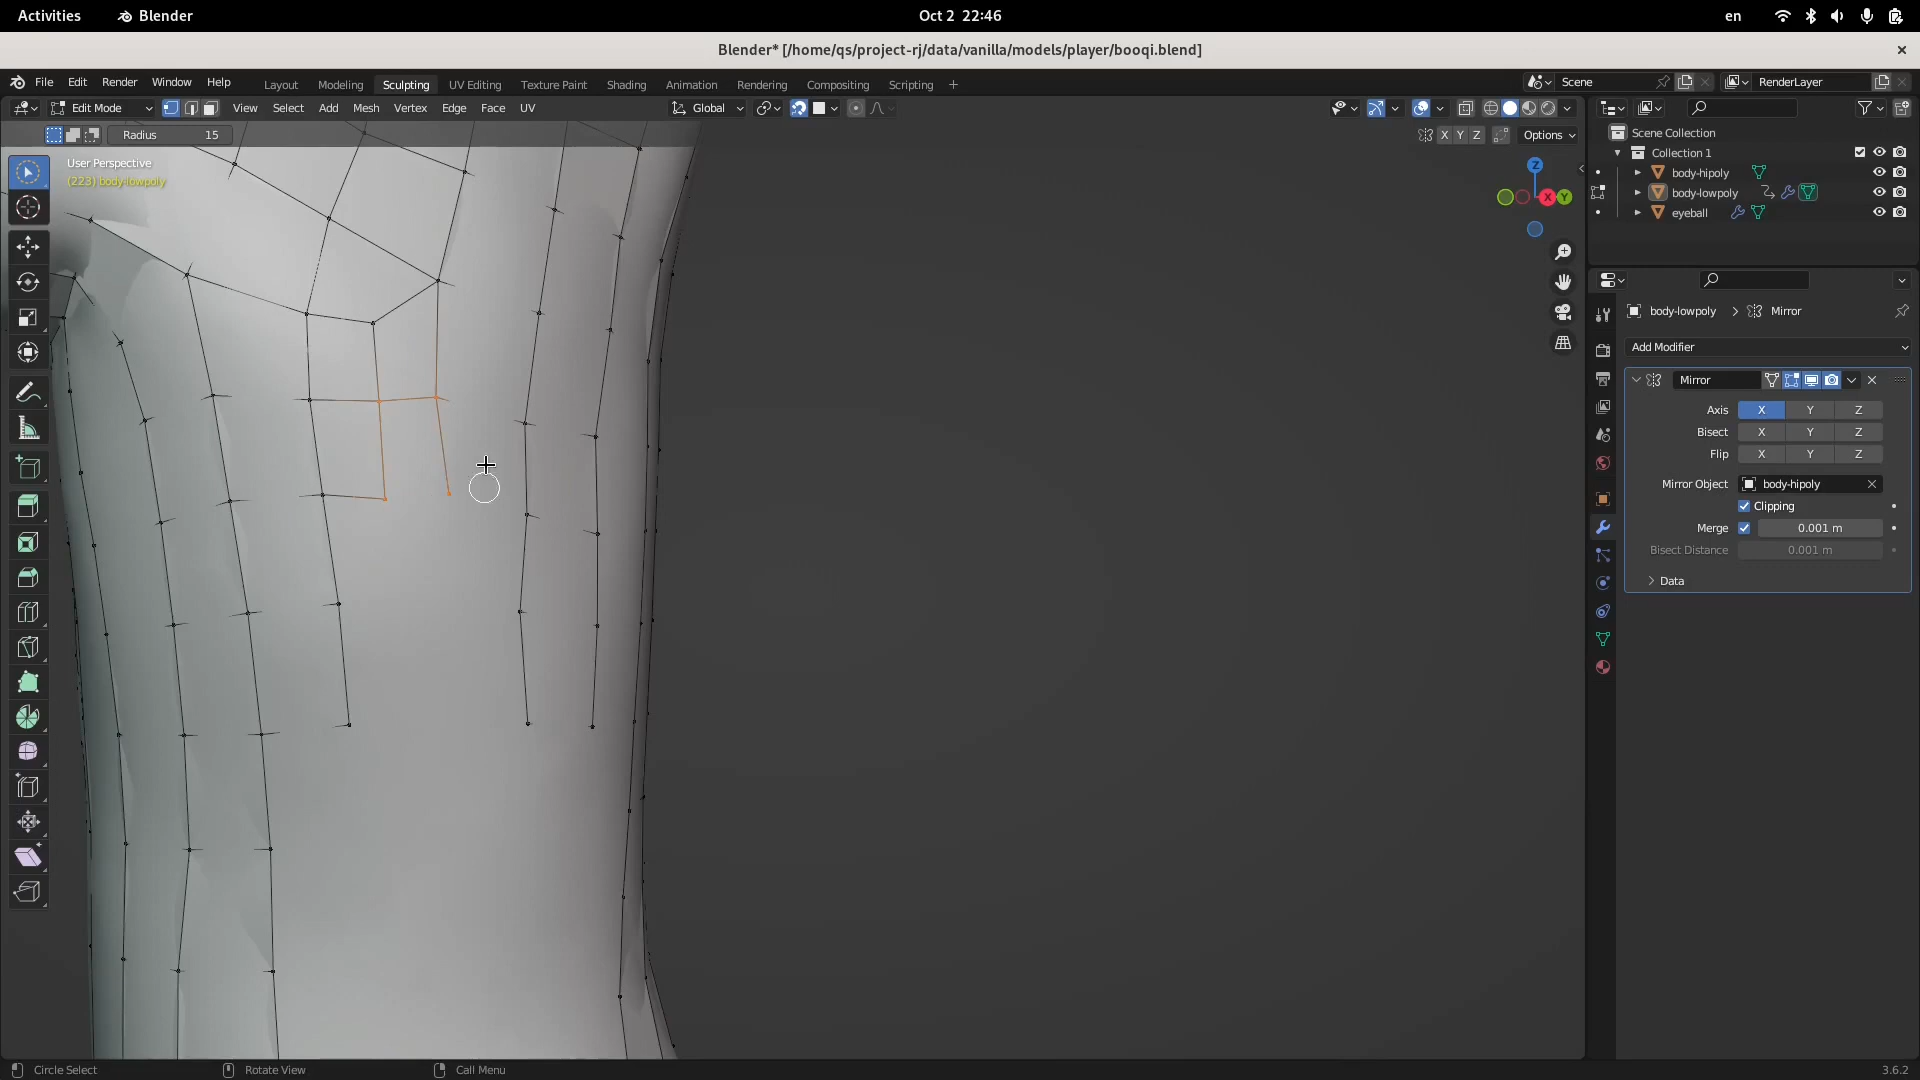 Activities Blender Oct 2 22:46 en
Blender* [/home/qs/project-rj/data/vanilla/models/player/booqi.blend]
File Edit Render Window Help Layout Modeling Sculpting UV Editing Texture Paint Shading Animation Rendering Compositing Scripting + Scene RenderLayer
Edit Mode View Select Add Mesh Vertex Edge Face UV Global
Radius 15 X Y Z Options
User Perspective
(223) body-lowpoly
Z
X
Y
Scene Collection
Collection 1
body-hipoly
body-lowpoly
eyeball
body-lowpoly > Mirror
Add Modifier
Mirror
Axis X Y Z
Bisect X Y Z
Flip X Y Z
Mirror Object body-hipoly
Clipping
Merge 0.001 m
Bisect Distance 0.001 m
Data
Circle Select Rotate View Call Menu 3.6.2